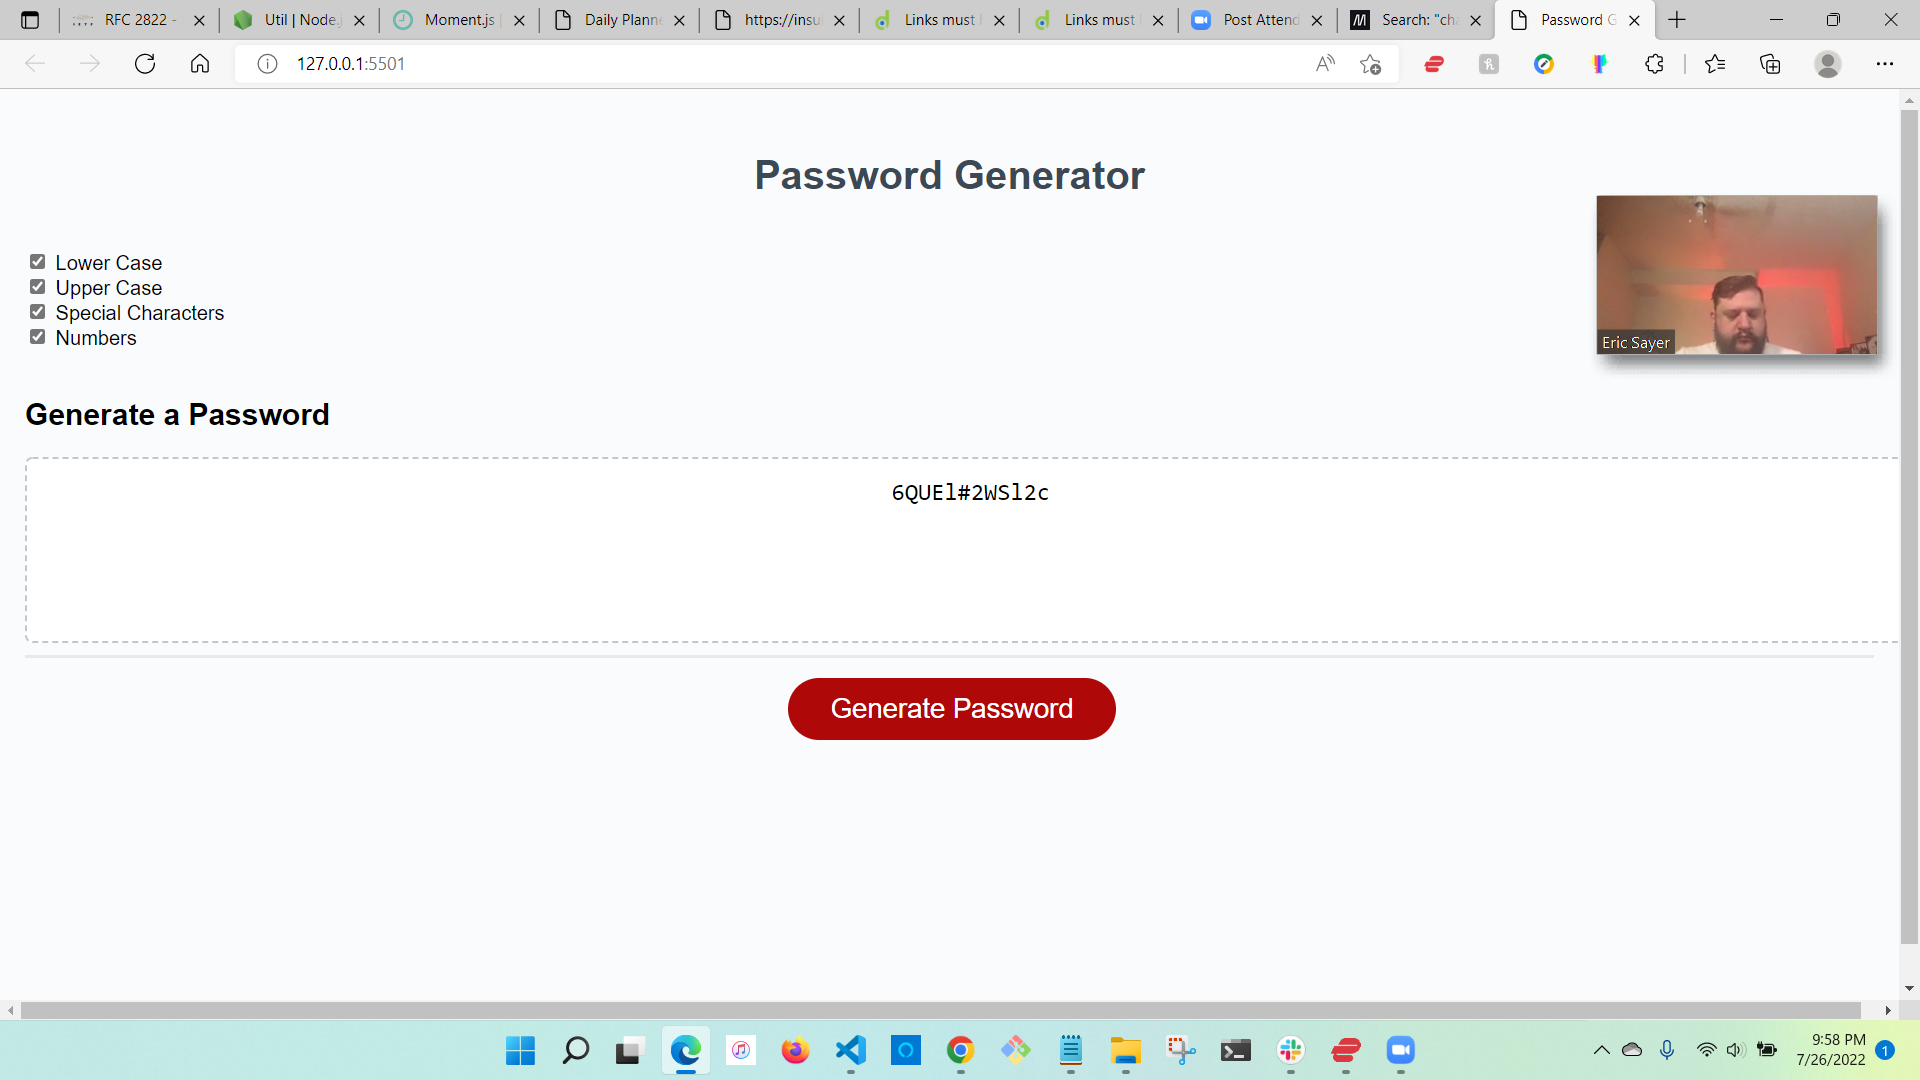 RFC 2822 -
Util | Node.j
Moment.js |
Daily Planne
https://insu
Links must
Links must
Post Attend
Search: "cha
Password G
127.0.0.1:5501
Password Generator
Lower Case
Upper Case
Special Characters
Numbers
Eric Sayer
Generate a Password
6QUEl#2WSl2c
Generate Password
9:58 PM
7/26/2022
1